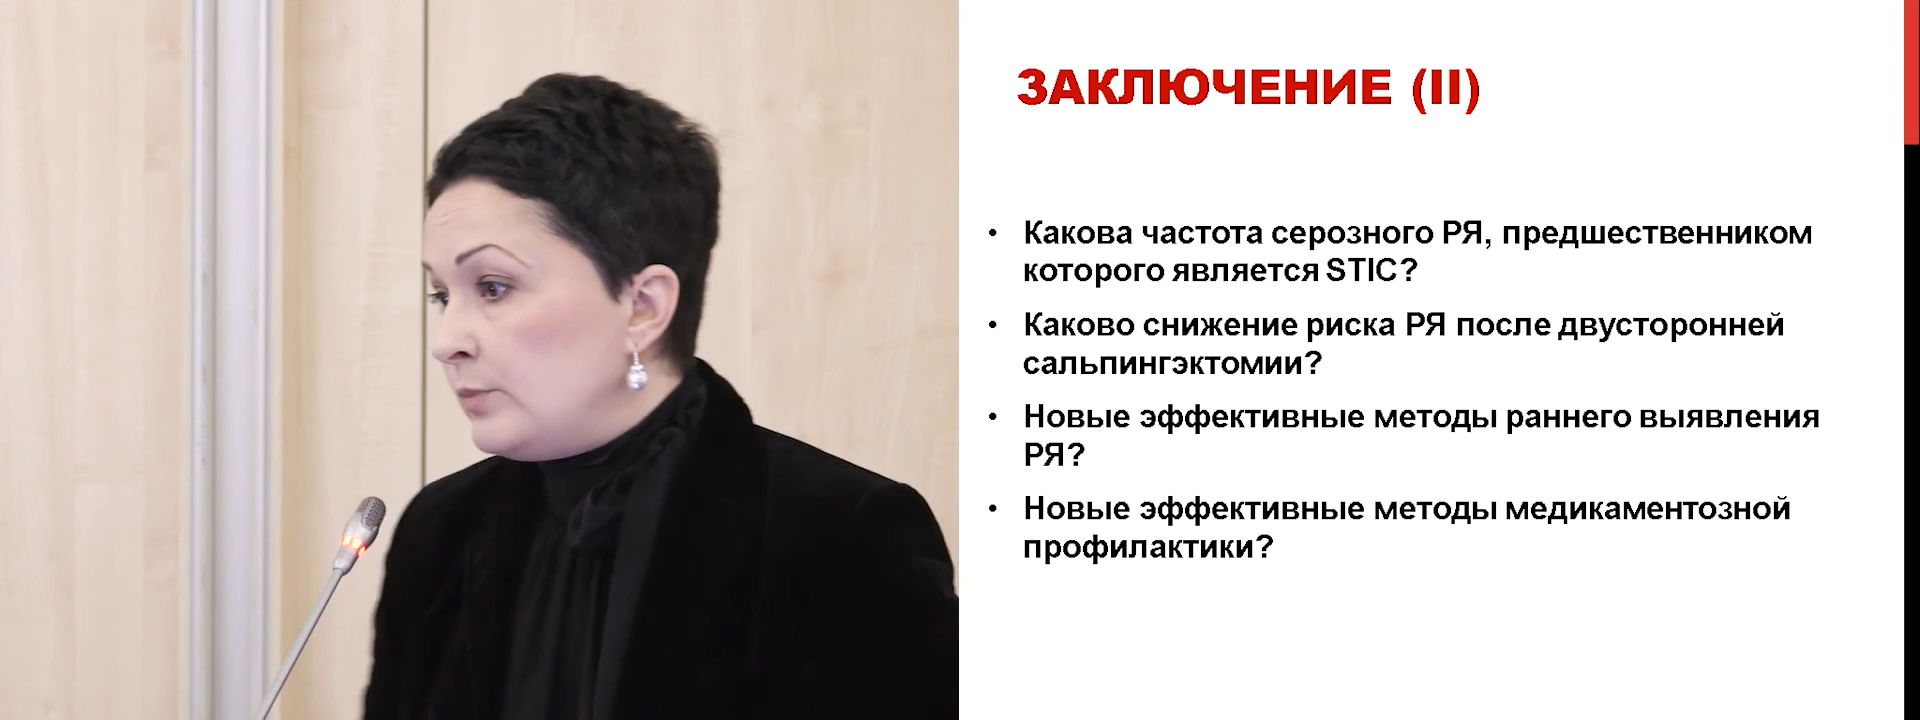 ЗАКЛЮЧЕНИЕ (II)
• Какова частота серозного РЯ, предшественником
которого является STIC?
• Каково снижение риска РЯ после двусторонней
сальпингэктомии?
• Новые эффективные методы раннего выявления
РЯ?
• Новые эффективные методы медикаментозной
профилактики?